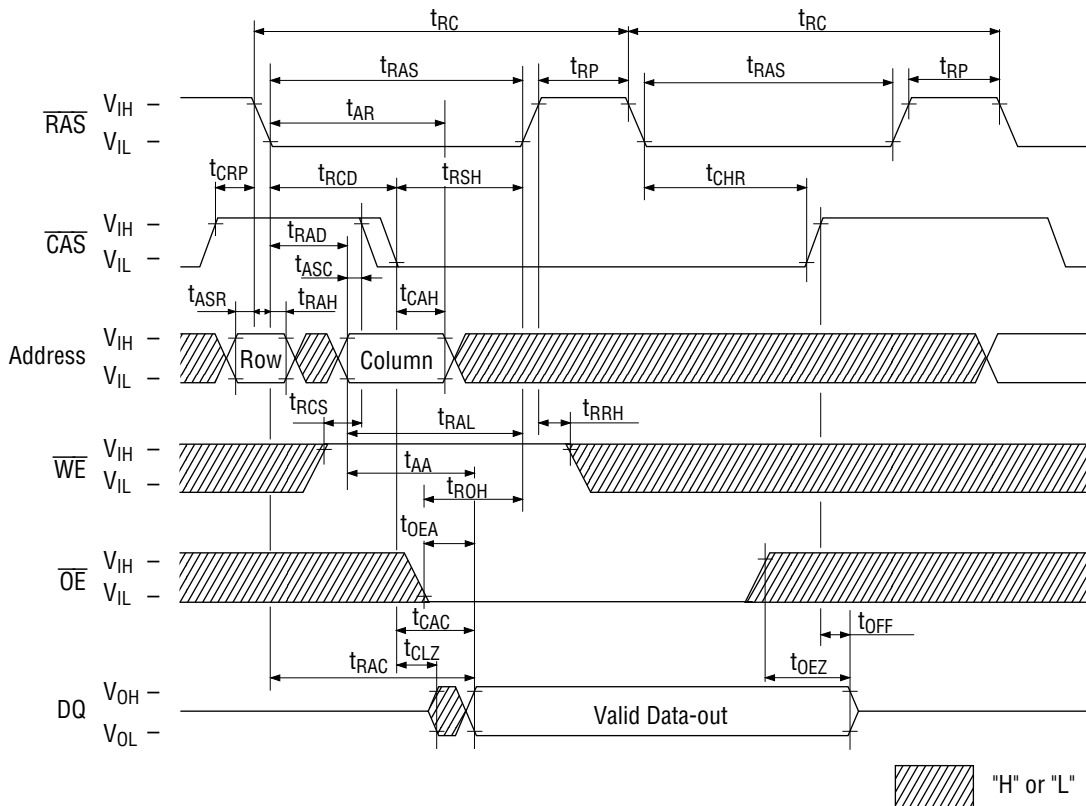 tRC tRC
tRAS tRP tRAS tRP
RAS VIH
VIL
tAR
tCRP tRCD tRSH tCHR
CAS VIH
VIL
tRAD
tASC
tASR tRAH tCAH
Address VIH
VIL
Row Column
tRCS tRAL tRRH
WE VIH
VIL
tAA
tROH
tOEA
OE VIH
VIL
tCAC tOFF
tRAC tCLZ tOEZ
DQ VOH
VOL
Valid Data-out
"H" or "L"